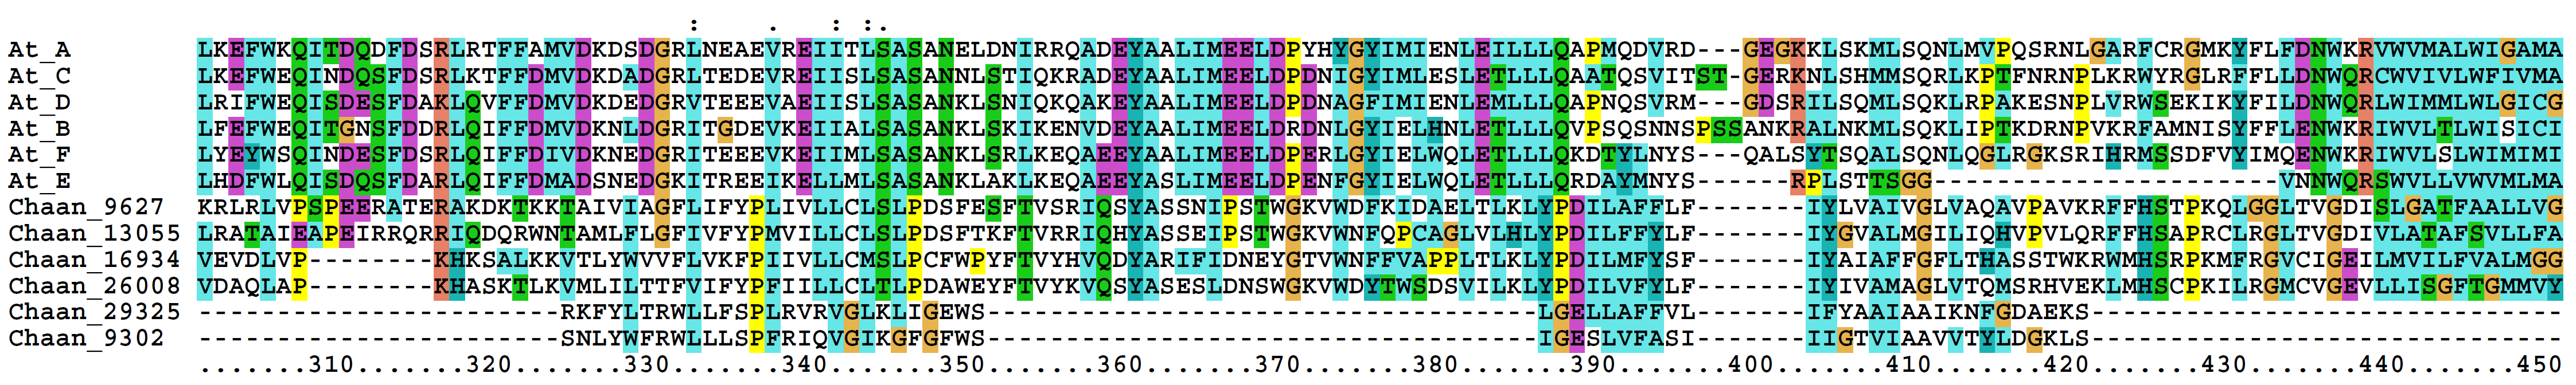 : . : :.
At_A LKEFWKQITDQDFDSRLRTFFAMVDKDSDGRLNEAEVREIITLSASANELDNIRRQADEYAALIMEELDPYHYGYIMIENLEILLLQAPMQDVRD---GEGKKLSKMLSQNLMVPQSRNLGARFCRGMKYFLFDNWKRVWVMALWIGAMA
At_C LKEFWEQINDQSFDSRLKTFFDMVDKDADGRLTEDEVREIISLSASANNLSTIQKRADEYAALIMEELDPDNIGYIMLESLETLLLQAATQSVITST-GERKNLSHMMSQRLKPTFNRNPLKRWYRGLRFFLLDNWQRCWVIVLWFIVMA
At_D LRIFWEQISDESFDAKLQVFFDMVDKDEDGRVTEEEVAEIISLSASANKLSNIQKQAKEYAALIMEELDPDNAGFIMIENLEMLLLQAPNQSVRM---GDSRILSQMLSQKLRPAKESNPLVRWSEKIKYFILDNWQRLWIMMLWLGICG
At_B LFEFWEQITGNSFDDRLQIFFDMVDKNLDGRITGDEVKEIIALSASANKLSKIKENVDEYAALIMEELDRDNLGYIELHNLETLLLQVPSQSNNSPSSANKRALNKMLSQKLIPTKDRNPVKRFAMNISYFFLENWKRIWVLTLWISICI
At_F LYEYWSQINDESFDSRLQIFFDIVDKNEDGRITEEEVKEIIMLSASANKLSRLKEQAEEYAALIMEELDPERLGYIELWQLETLLLQKDTYLNYS---QALSYTSQALSQNLQGLRGKSRIHRMSSDFVYIMQENWKRIWVLSLWIMIMI
At_E LHDFWLQISDQSFDARLQIFFDMADSNEDGKITREEIKELLMLSASANKLAKLKEQAEEYASLIMEELDPENFGYIELWQLETLLLQRDAYMNYS------RPLSTTSGG----------------------VNNWQRSWVLLVWVMLMA
Chaan_9627 KRLRLVPSPEERATERAKDKTKKTAIVIAGFLIFYPLIVLLCLSLPDSFESFTVSRIQSYASSNIPSTWGKVWDFKIDAELTLKLYPDILAFFLF-------IYLVAIVGLVAQAVPAVKRFFHSTPKQLGGLTVGDISLGATFAALLVG
Chaan_13055 LRATAIEAPEIRRQRRIQDQRWNTAMLFLGFIVFYPMVILLCLSLPDSFTKFTVRRIQHYASSEIPSTWGKVWNFQPCAGLVLHLYPDILFFYLF-------IYGVALMGILIQHVPVLQRFFHSAPRCLRGLTVGDIVLATAFSVLLFA
Chaan_16934 VEVDLVP--------KHKSALKKVTLYWVVFLVKFPIIVLLCMSLPCFWPYFTVYHVQDYARIFIDNEYGTVWNFFVAPPLTLKLYPDILMFYSF-------IYAIAFFGFLTHASSTWKRWMHSRPKMFRGVCIGEILMVILFVALMGG
Chaan_26008 VDAQLAP--------KHASKTLKVMLILTTFVIFYPFIILLCLTLPDAWEYFTVYKVQSYASESLDNSWGKVWDYTWSDSVILKLYPDILVFYLF-------IYIVAMAGLVTQMSRHVEKLMHSCPKILRGMCVGEVLLISGFTGMMVY
Chaan_29325 -----------------------RKFYLTRWLLFSPLRVRVGLKLIGEWS-----------------------------------LGELLAFFVL-------IFYAAIAAIKNFGDAEKS------------------------------
Chaan_9302 -----------------------SNLYWFRWLLLSPFRIQVGIKGFGFWS-----------------------------------IGESLVFASI-------IIGTVIAAVVTYLDGKLS------------------------------
.......310.......320.......330.......340.......350.......360.......370.......380.......390.......400.......410.......420.......430.......440.......450